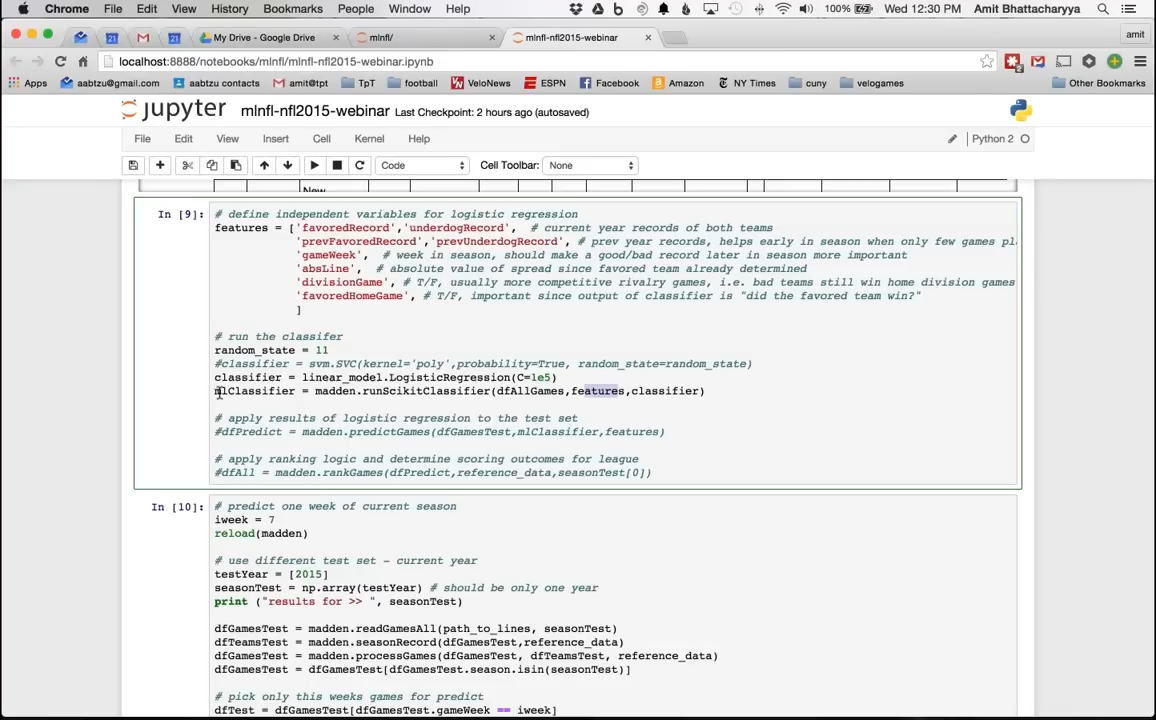 Chrome File Edit View History Bookmarks People Window Help 100% Wed 12:30 PM Amit Bhattacharyya
My Drive - Google Drive mlnfl/ mlnfl-nfl2015-webinar amit
localhost:8888/notebooks/mlnfl/mlnfl-nfl2015-webinar.ipynb
Apps aabtzu@gmail.com aabtzu contacts amit@tpt TpT football VeloNews ESPN Facebook Amazon NY Times cuny velogames Other Bookmarks
jupyter mlnfl-nfl2015-webinar Last Checkpoint: 2 hours ago (autosaved)
File Edit View Insert Cell Kernel Help Python 2
Code Cell Toolbar: None
New
In [9]: # define independent variables for logistic regression
features = ['favoredRecord','underdogRecord', # current year records of both teams
'prevFavoredRecord','prevUnderdogRecord', # prev year records, helps early in season when only few games pl
'gameWeek', # week in season, should make a good/bad record later in season more important
'absLine', # absolute value of spread since favored team already determined
'divisionGame', # T/F, usually more competitive rivalry games, i.e. bad teams still win home division games
'favoredHomeGame', # T/F, important since output of classifier is "did the favored team win?"
]
# run the classifer
random_state = 11
#classifier = svm.SVC(kernel='poly',probability=True, random_state=random_state)
classifier = linear_model.LogisticRegression(C=1e5)
mlClassifier = madden.runScikitClassifier(dfAllGames,features,classifier)
# apply results of logistic regression to the test set
#dfPredict = madden.predictGames(dfGamesTest,mlClassifier,features)
# apply ranking logic and determine scoring outcomes for league
#dfAll = madden.rankGames(dfPredict,reference_data,seasonTest[0])
In [10]: # predict one week of current season
iweek = 7
reload(madden)
# use different test set - current year
testYear = [2015]
seasonTest = np.array(testYear) # should be only one year
print ("results for >> ", seasonTest)
dfGamesTest = madden.readGamesAll(path_to_lines, seasonTest)
dfTeamsTest = madden.seasonRecord(dfGamesTest,reference_data)
dfGamesTest = madden.processGames(dfGamesTest, dfTeamsTest, reference_data)
dfGamesTest = dfGamesTest[dfGamesTest.season.isin(seasonTest)]
# pick only this weeks games for predict
dfTest = dfGamesTest[dfGamesTest.gameWeek == iweek]